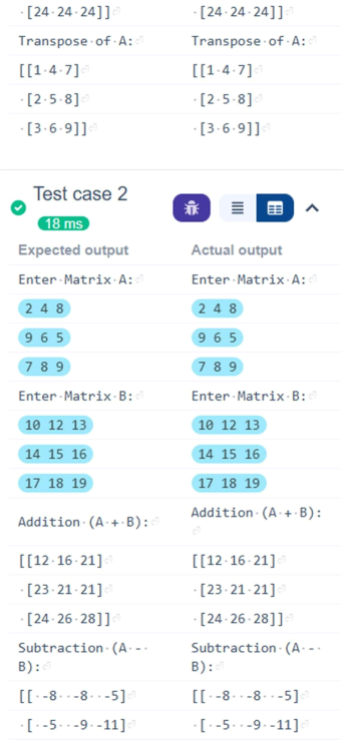 ·[24·24·24]] ·[24·24·24]]
Transpose·of·A: Transpose·of·A:
[[1·4·7] [[1·4·7]
·[2·5·8] ·[2·5·8]
·[3·6·9]] ·[3·6·9]]
Test case 2
18 ms
Expected output Actual output
Enter·Matrix·A: Enter·Matrix·A:
2 4 8 2 4 8
9 6 5 9 6 5
7 8 9 7 8 9
Enter·Matrix·B: Enter·Matrix·B:
10 12 13 10 12 13
14 15 16 14 15 16
17 18 19 17 18 19
Addition·(A·+·B): Addition·(A·+·B):
[[12·16·21] [[12·16·21]
·[23·21·21] ·[23·21·21]
·[24·26·28]] ·[24·26·28]]
Subtraction·(A·-· Subtraction·(A·-·
B): B):
[[·-8··-8··-5] [[·-8··-8··-5]
·[·-5··-9·-11] ·[·-5··-9·-11]